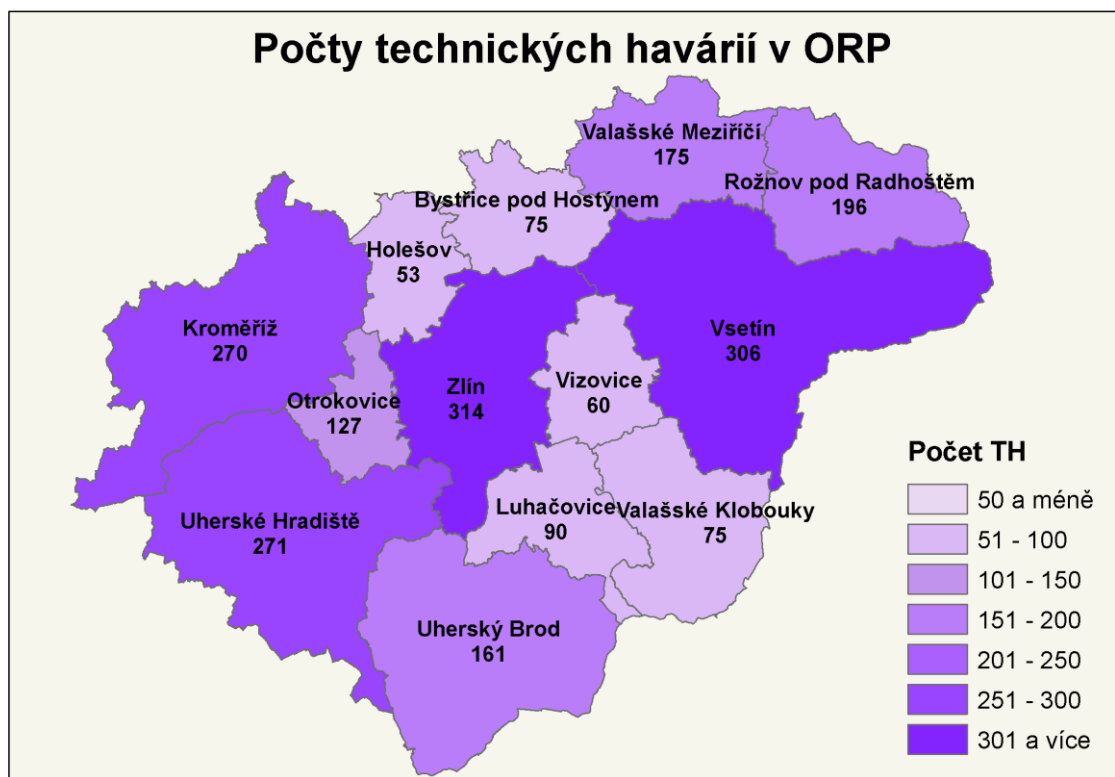 Počty technických havárií v ORP
Valašské Meziříčí
175
Rožnov pod Radhoštěm
196
Bystřice pod Hostýnem
75
Holešov
53
Kroměříž
270
Vsetín
306
Zlín
314
Vizovice
60
Otrokovice
127
Luhačovice
90
Valašské Klobouky
75
Uherské Hradiště
271
Uherský Brod
161
Počet TH
50 a méně
51 - 100
101 - 150
151 - 200
201 - 250
251 - 300
301 a více